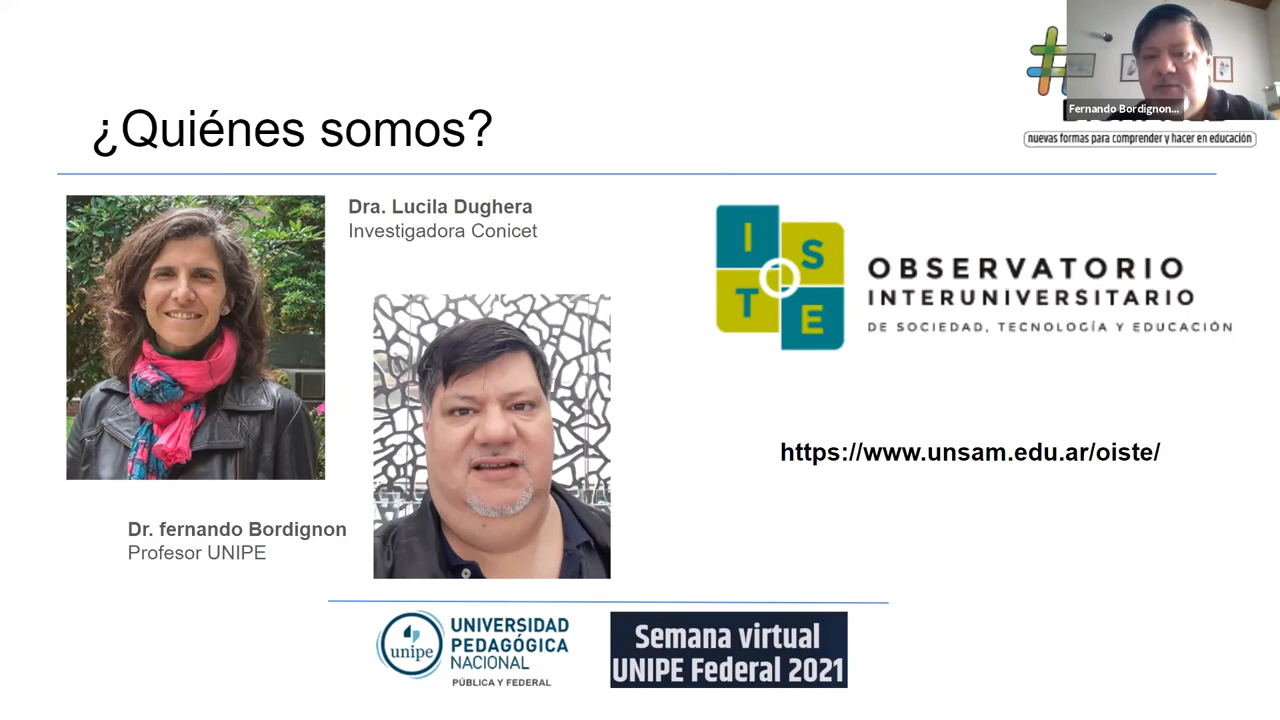 ¿Quiénes somos?
Fernando Bordignon...
nuevas formas para comprender y hacer en educación
Dra. Lucila Dughera
Investigadora Conicet
I S
T E
OBSERVATORIO
INTERUNIVERSITARIO
DE SOCIEDAD, TECNOLOGÍA Y EDUCACIÓN
https://www.unsam.edu.ar/oiste/
Dr. fernando Bordignon
Profesor UNIPE
unipe
UNIVERSIDAD
PEDAGÓGICA
NACIONAL
PÚBLICA Y FEDERAL
Semana virtual
UNIPE Federal 2021